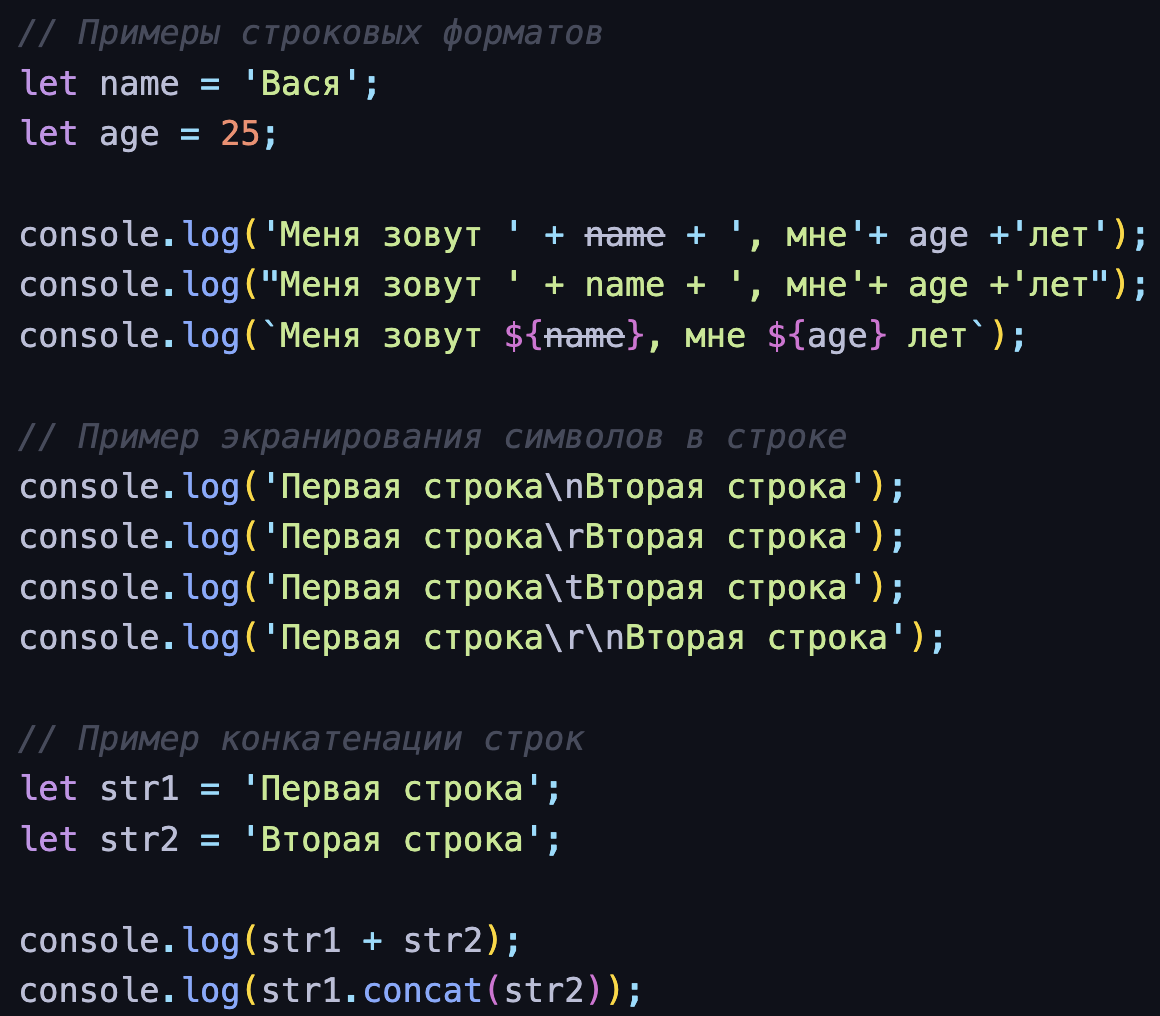 // Примеры строковых форматов
let name = 'Вася';
let age = 25;
console.log('Меня зовут ' + name + ', мне'+ age +'лет');
console.log("Меня зовут ' + name + ', мне'+ age +'лет");
console.log(`Меня зовут ${name}, мне ${age} лет`);
// Пример экранирования символов в строке
console.log('Первая строка\nВторая строка');
console.log('Первая строка\rВторая строка');
console.log('Первая строка\tВторая строка');
console.log('Первая строка\r\nВторая строка');
// Пример конкатенации строк
let str1 = 'Первая строка';
let str2 = 'Вторая строка';
console.log(str1 + str2);
console.log(str1.concat(str2));